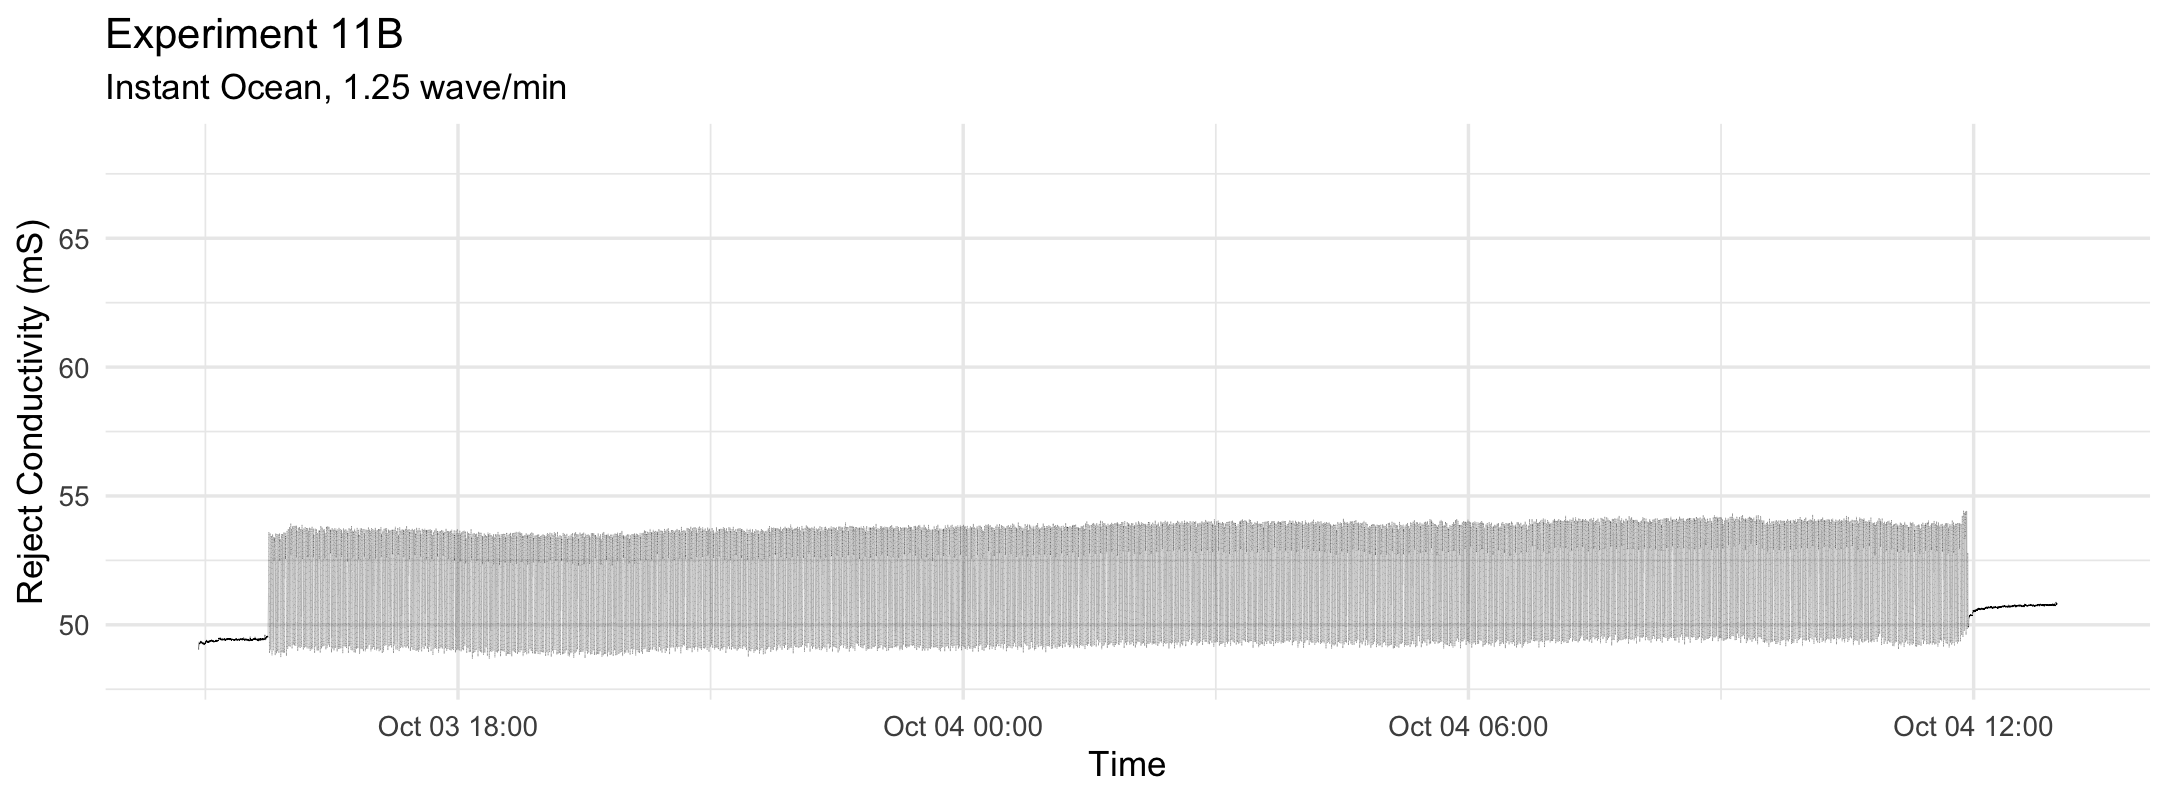 Experiment 11B
Instant Ocean, 1.25 wave/min
Reject Conductivity (mS)
65
60
55
50
Oct 03 18:00
Oct 04 00:00
Oct 04 06:00
Oct 04 12:00
Time